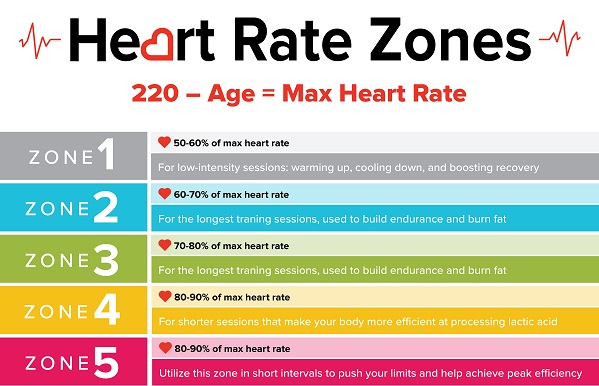 Heart Rate Zones
220 – Age = Max Heart Rate
ZONE 1
50-60% of max heart rate
For low-intensity sessions: warming up, cooling down, and boosting recovery
ZONE 2
60-70% of max heart rate
For the longest traning sessions, used to build endurance and burn fat
ZONE 3
70-80% of max heart rate
For the longest traning sessions, used to build endurance and burn fat
ZONE 4
80-90% of max heart rate
For shorter sessions that make your body more efficient at processing lactic acid
ZONE 5
80-90% of max heart rate
Utilize this zone in short intervals to push your limits and help achieve peak efficiency